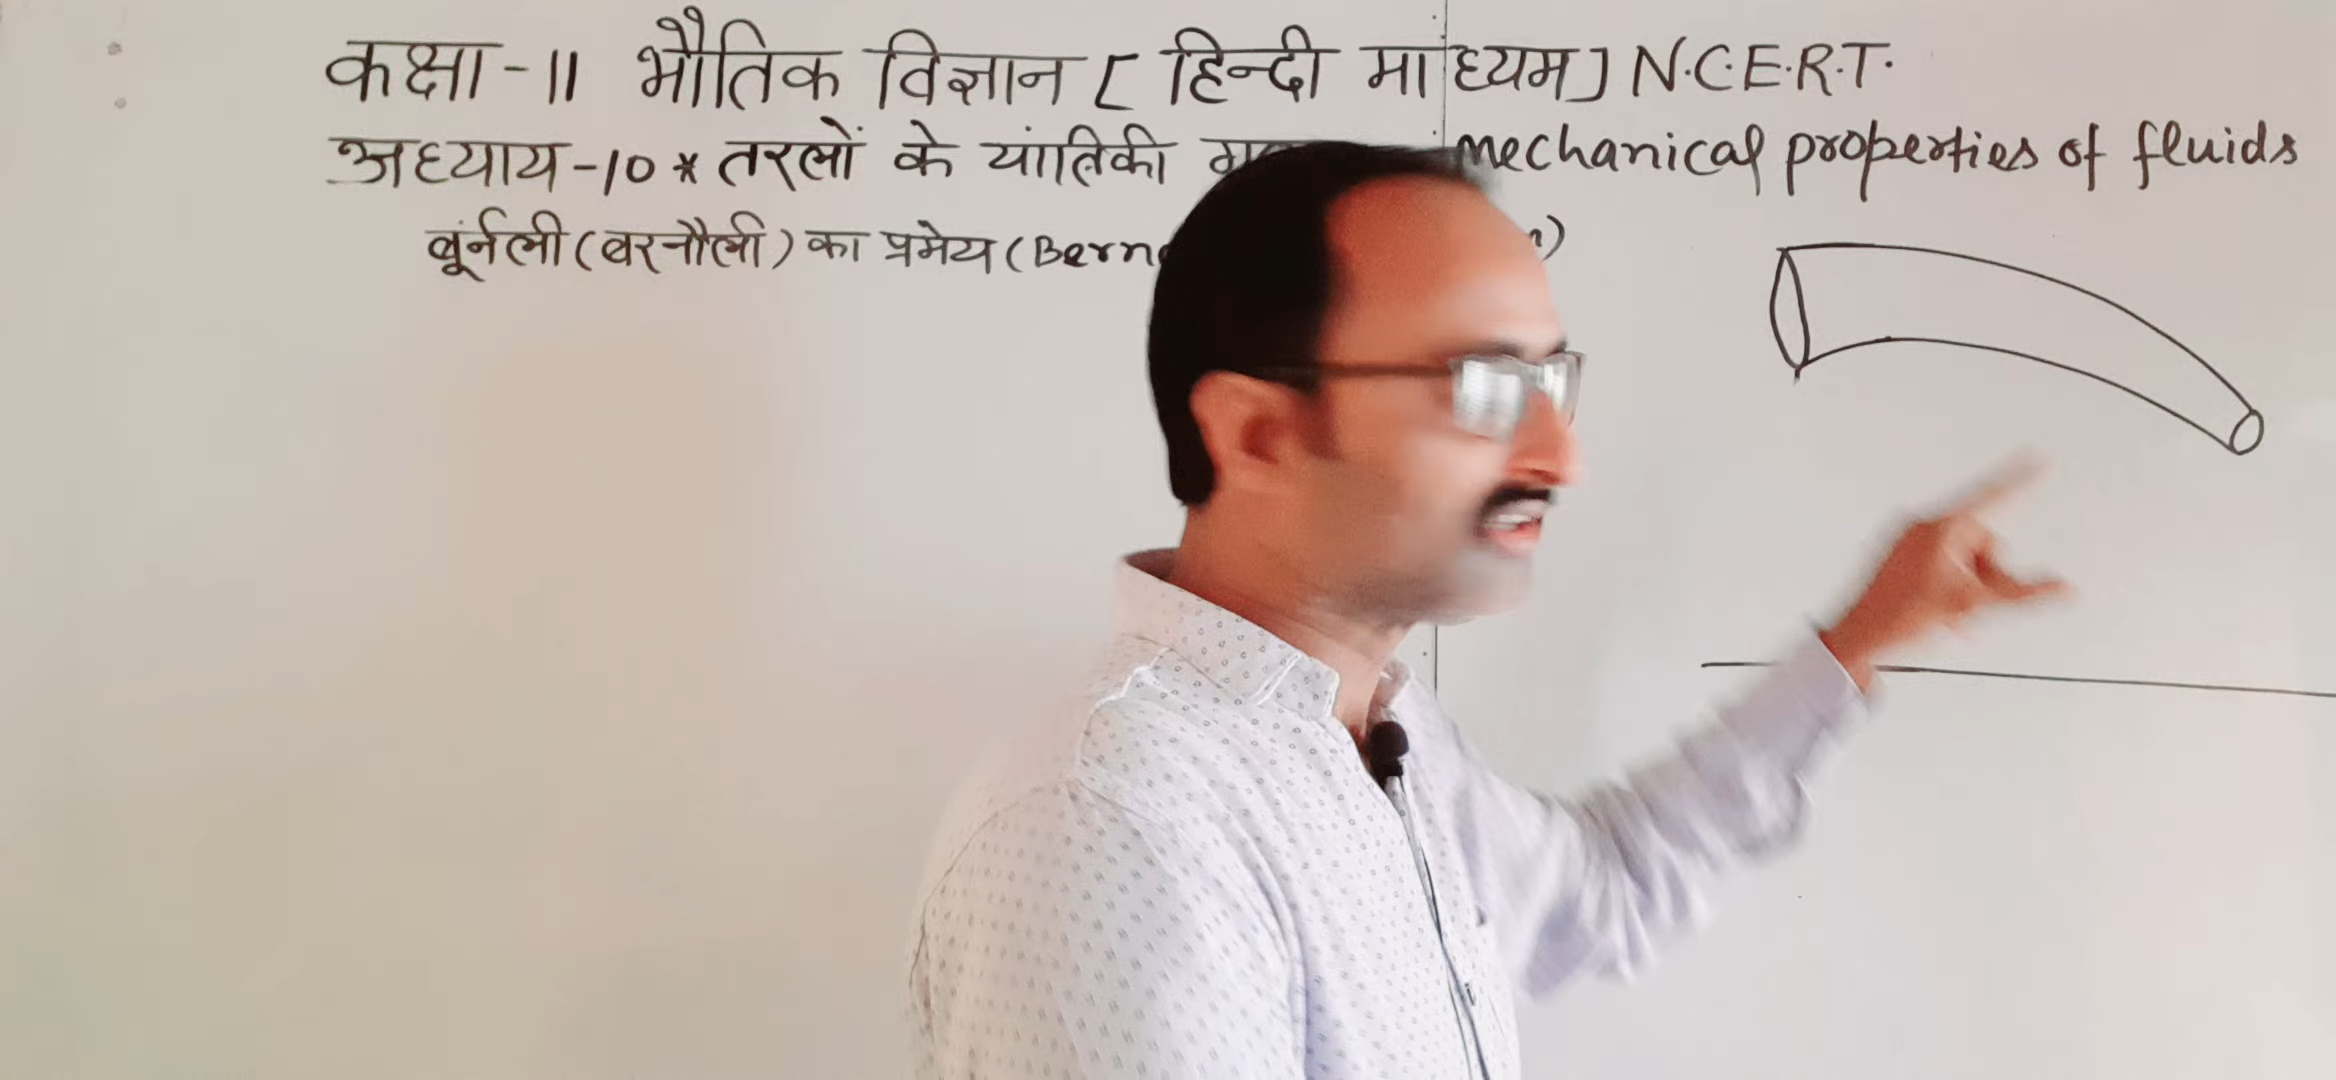 कक्षा-11 भौतिक विज्ञान [हिन्दी माध्यम] N.C.E.R.T.
अध्याय-10 * तरलों के यांत्रिकी mechanical properties of fluids
बूर्नली (बरनौली) का प्रमेय (